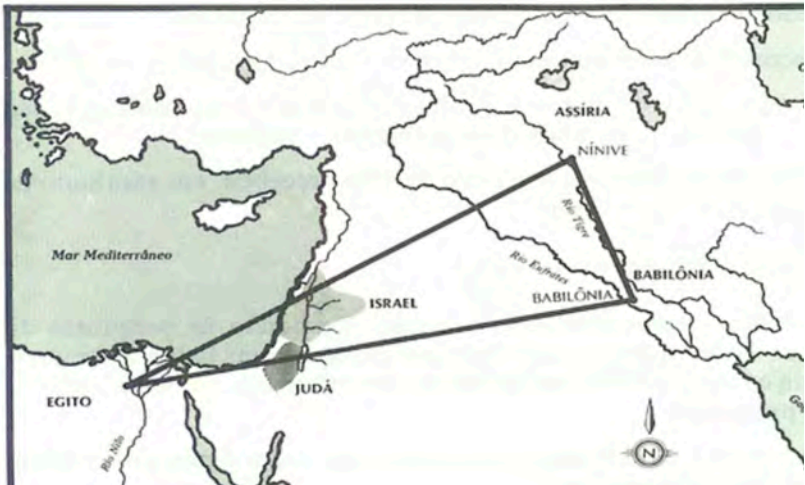 ASSÍRIA
NÍNIVE
Rio Tigre
Mar Mediterrâneo
Rio Eufrates
BABILÔNIA
BABILÔNIA
ISRAEL
JUDÁ
EGITO
Rio Nilo
N